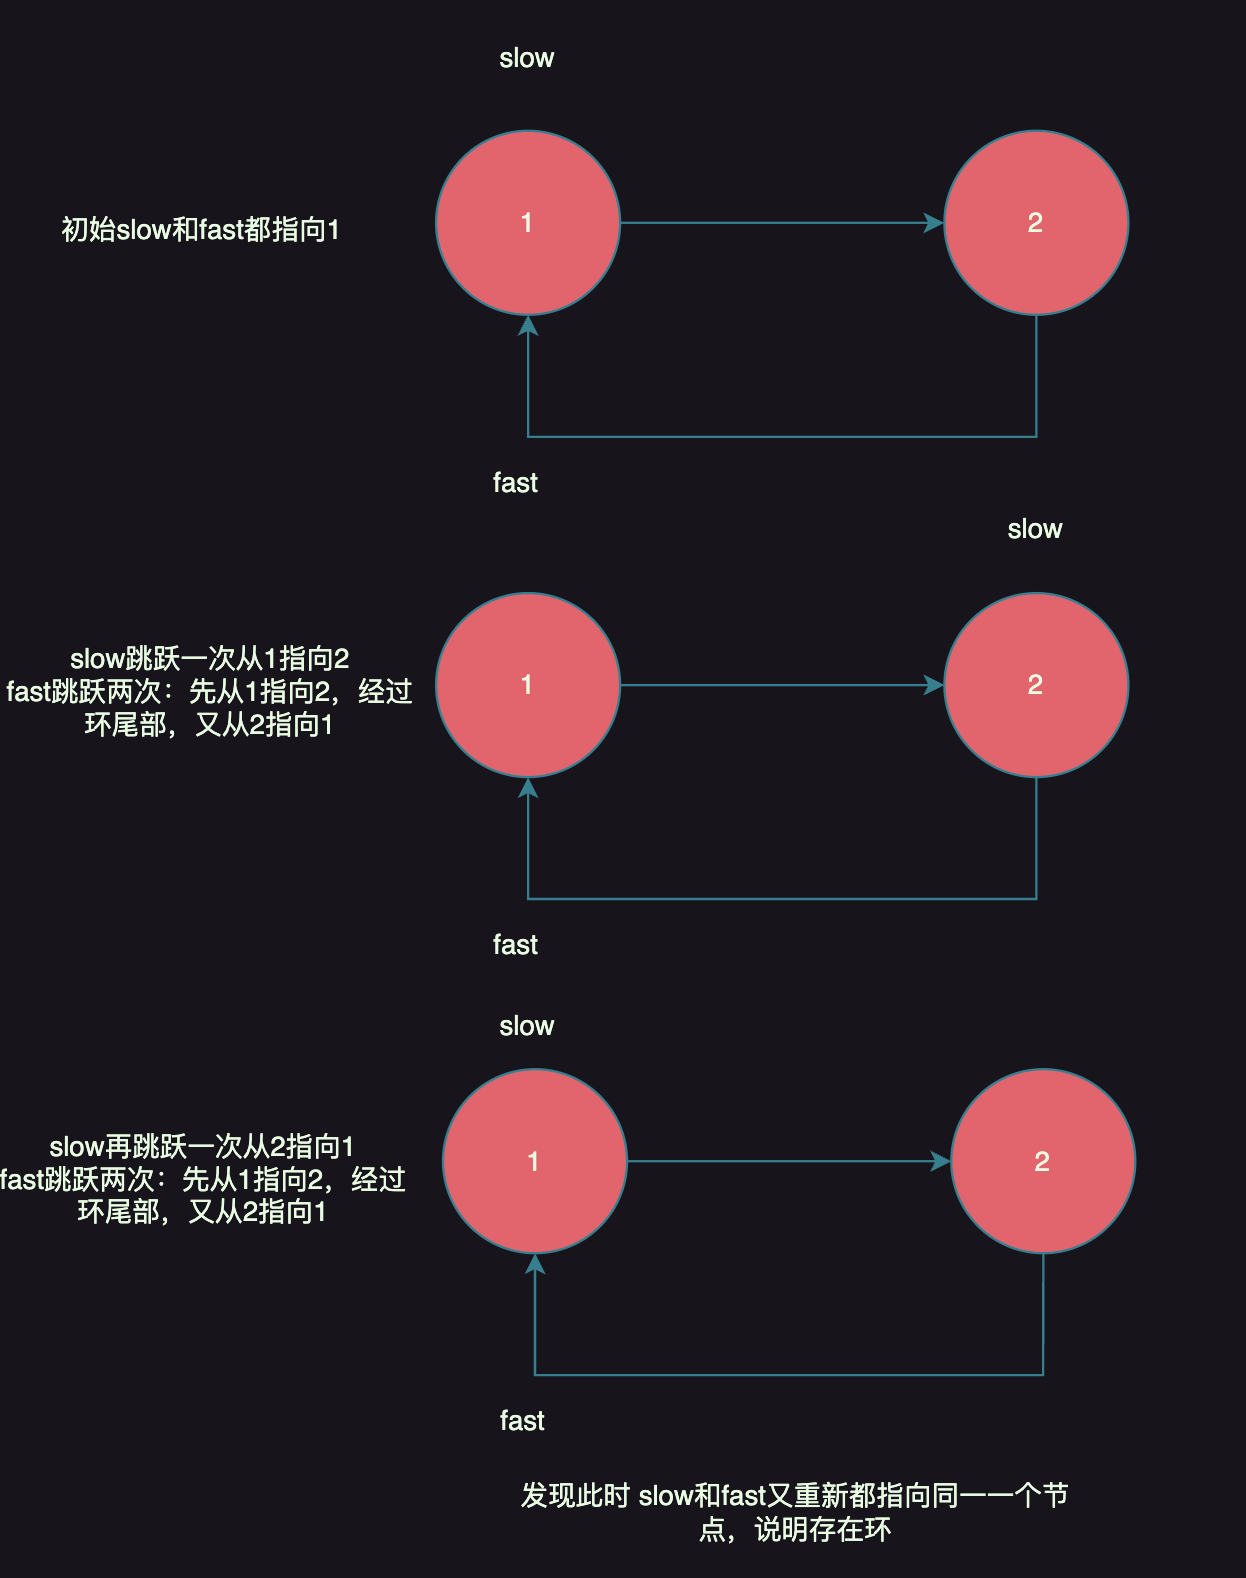 slow
初始slow和fast都指向1
1
2
fast
slow
slow跳跃一次从1指向2
fast跳跃两次：先从1指向2，经过
环尾部，又从2指向1
1
2
fast
slow
slow再跳跃一次从2指向1
fast跳跃两次：先从1指向2，经过
环尾部，又从2指向1
1
2
fast
发现此时 slow和fast又重新都指向同一一个节
点，说明存在环